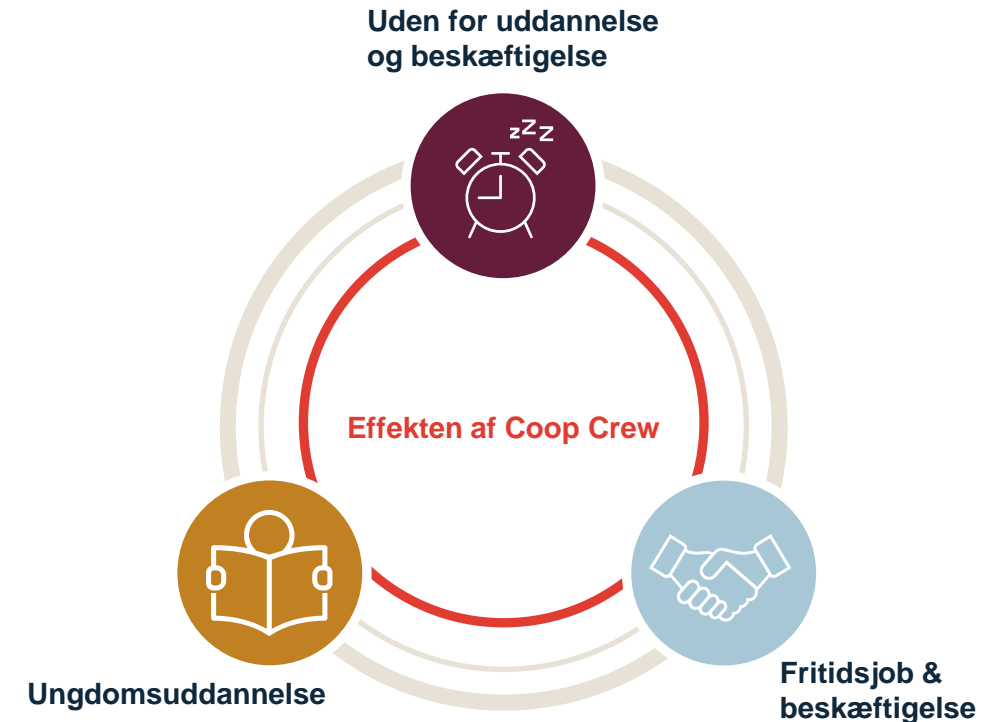 Uden for uddannelse
og beskæftigelse
zZZ
Effekten af Coop Crew
Ungdomsuddannelse
Fritidsjob &
beskæftigelse